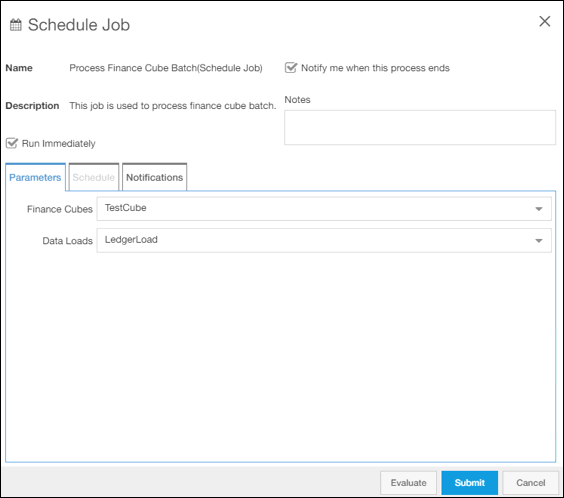 Schedule Job
Name Process Finance Cube Batch(Schedule Job) Notify me when this process ends
Description This job is used to process finance cube batch. Notes
Run Immediately
Parameters Schedule Notifications
Finance Cubes TestCube
Data Loads LedgerLoad
Evaluate Submit Cancel